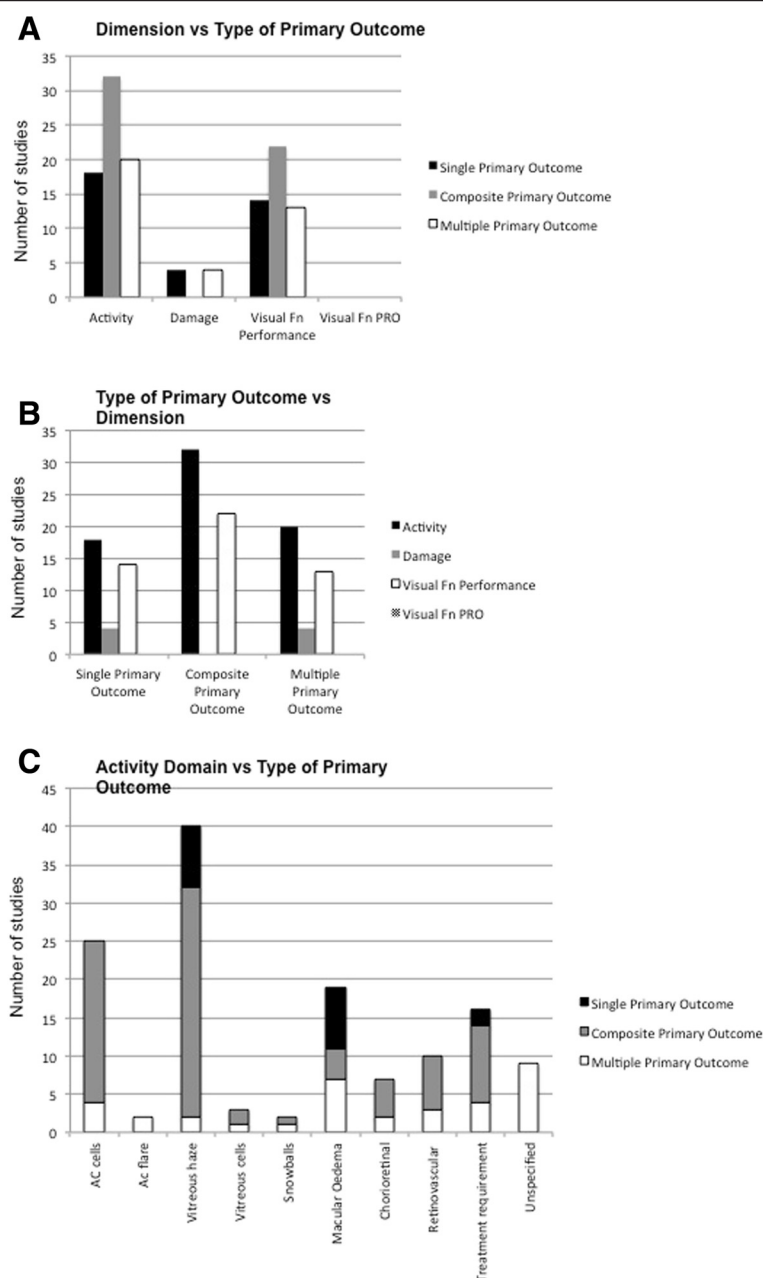 A
Dimension vs Type of Primary Outcome
35
30
25
20
15
10
5
0
Number of studies
Activity
Damage
Visual Fn
Performance
Visual Fn PRO
Single Primary Outcome
Composite Primary Outcome
Multiple Primary Outcome
B
Type of Primary Outcome vs
Dimension
35
30
25
20
15
10
5
0
Number of studies
Single Primary
Outcome
Composite
Primary
Outcome
Multiple
Primary
Outcome
Activity
Damage
Visual Fn Performance
Visual Fn PRO
C
Activity Domain vs Type of Primary
Outcome
45
40
35
30
25
20
15
10
5
0
Number of studies
AC cells
Ac flare
Vitreous haze
Vitreous cells
Snowballs
Macular Oedema
Chorioretinal
Retinovascular
Treatment requirement
Unspecified
Single Primary Outcome
Composite Primary Outcome
Multiple Primary Outcome